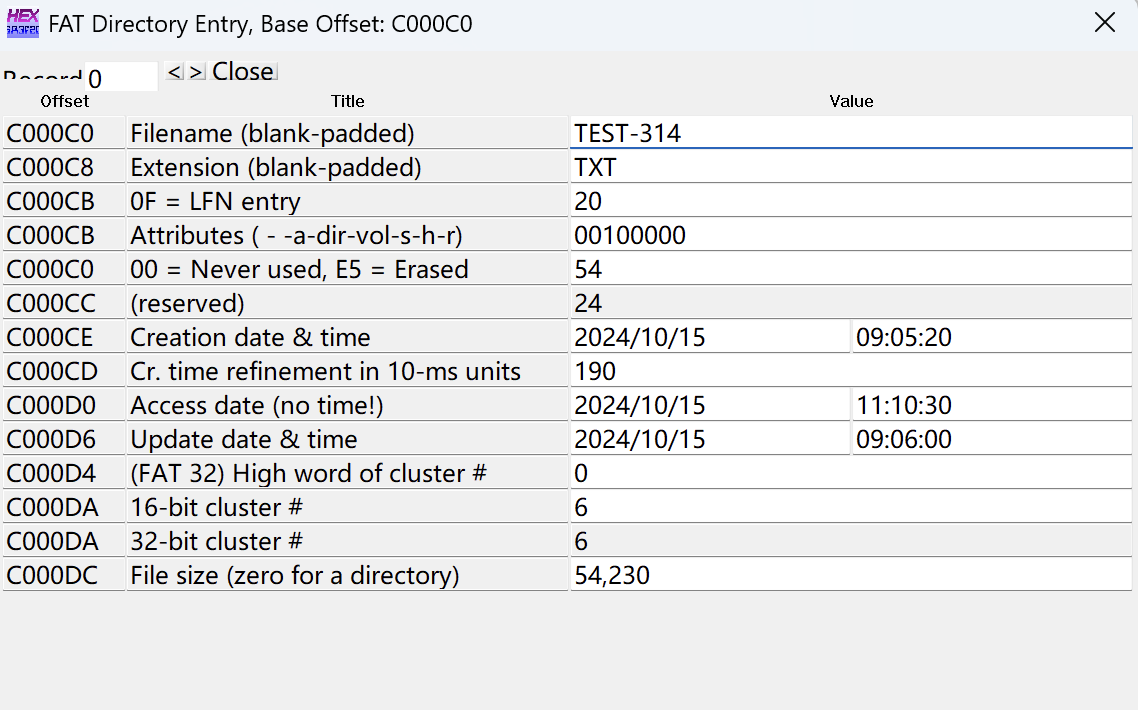 HEX
FAT Directory Entry, Base Offset: C000C0
Record 0 < > Close
Offset Title Value
C000C0 Filename (blank-padded) TEST-314
C000C8 Extension (blank-padded) TXT
C000CB 0F = LFN entry 20
C000CB Attributes ( - -a-dir-vol-s-h-r) 00100000
C000C0 00 = Never used, E5 = Erased 54
C000CC (reserved) 24
C000CE Creation date & time 2024/10/15 09:05:20
C000CD Cr. time refinement in 10-ms units 190
C000D0 Access date (no time!) 2024/10/15 11:10:30
C000D6 Update date & time 2024/10/15 09:06:00
C000D4 (FAT 32) High word of cluster # 0
C000DA 16-bit cluster # 6
C000DA 32-bit cluster # 6
C000DC File size (zero for a directory) 54,230